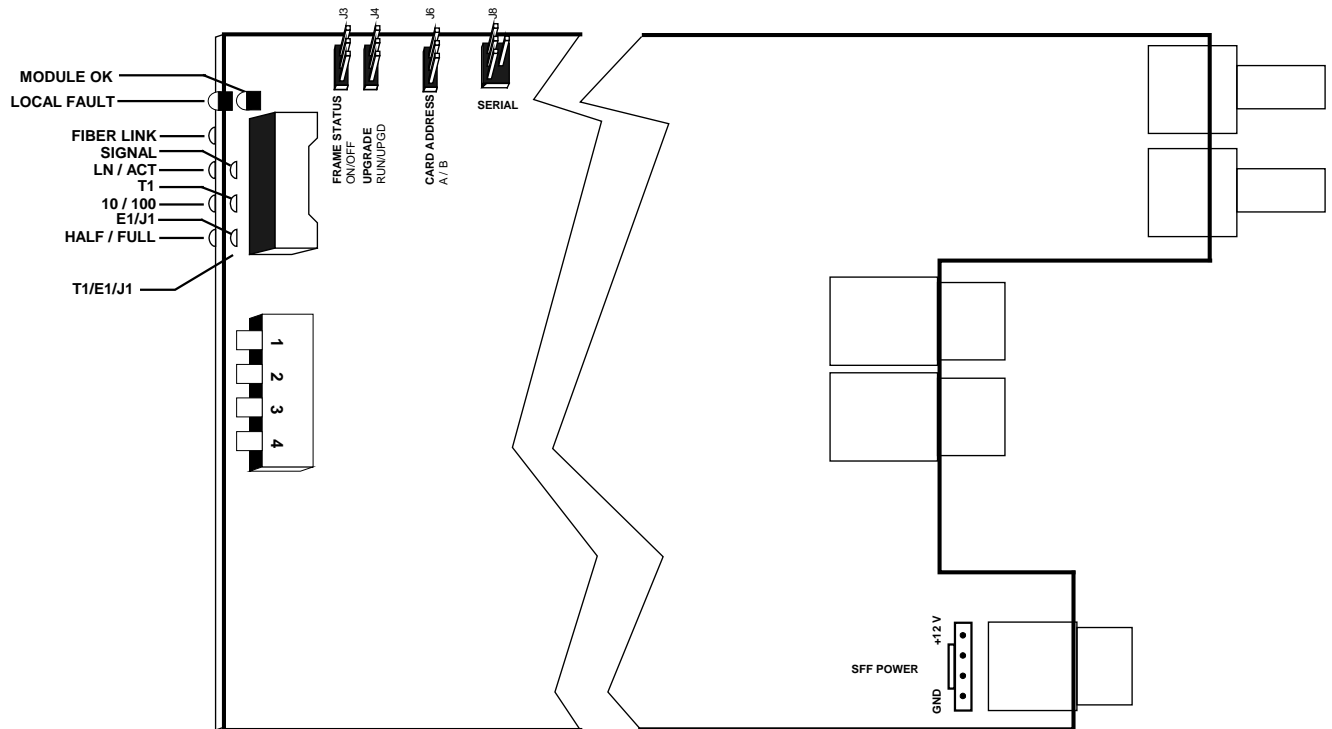 J3
J4
J6
J8
MODULE OK
LOCAL FAULT
FIBER LINK
SIGNAL
LN / ACT
T1
10 / 100
E1/J1
HALF / FULL
T1/E1/J1
FRAME STATUS
ON/OFF
UPGRADE
RUN/UPGD
CARD ADDRESS
A / B
SERIAL
1
2
3
4
SFF POWER
+12 V
GND